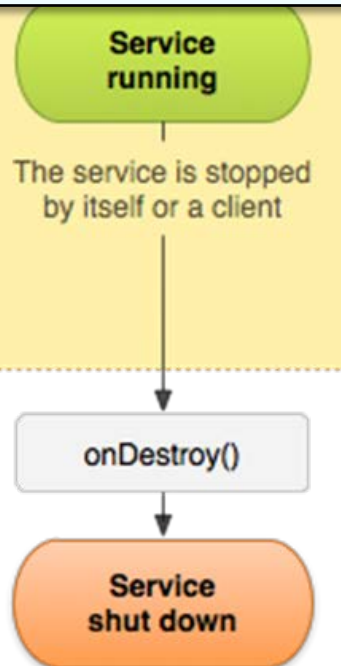 Service
running
The service is stopped
by itself or a client
onDestroy()
Service
shut down